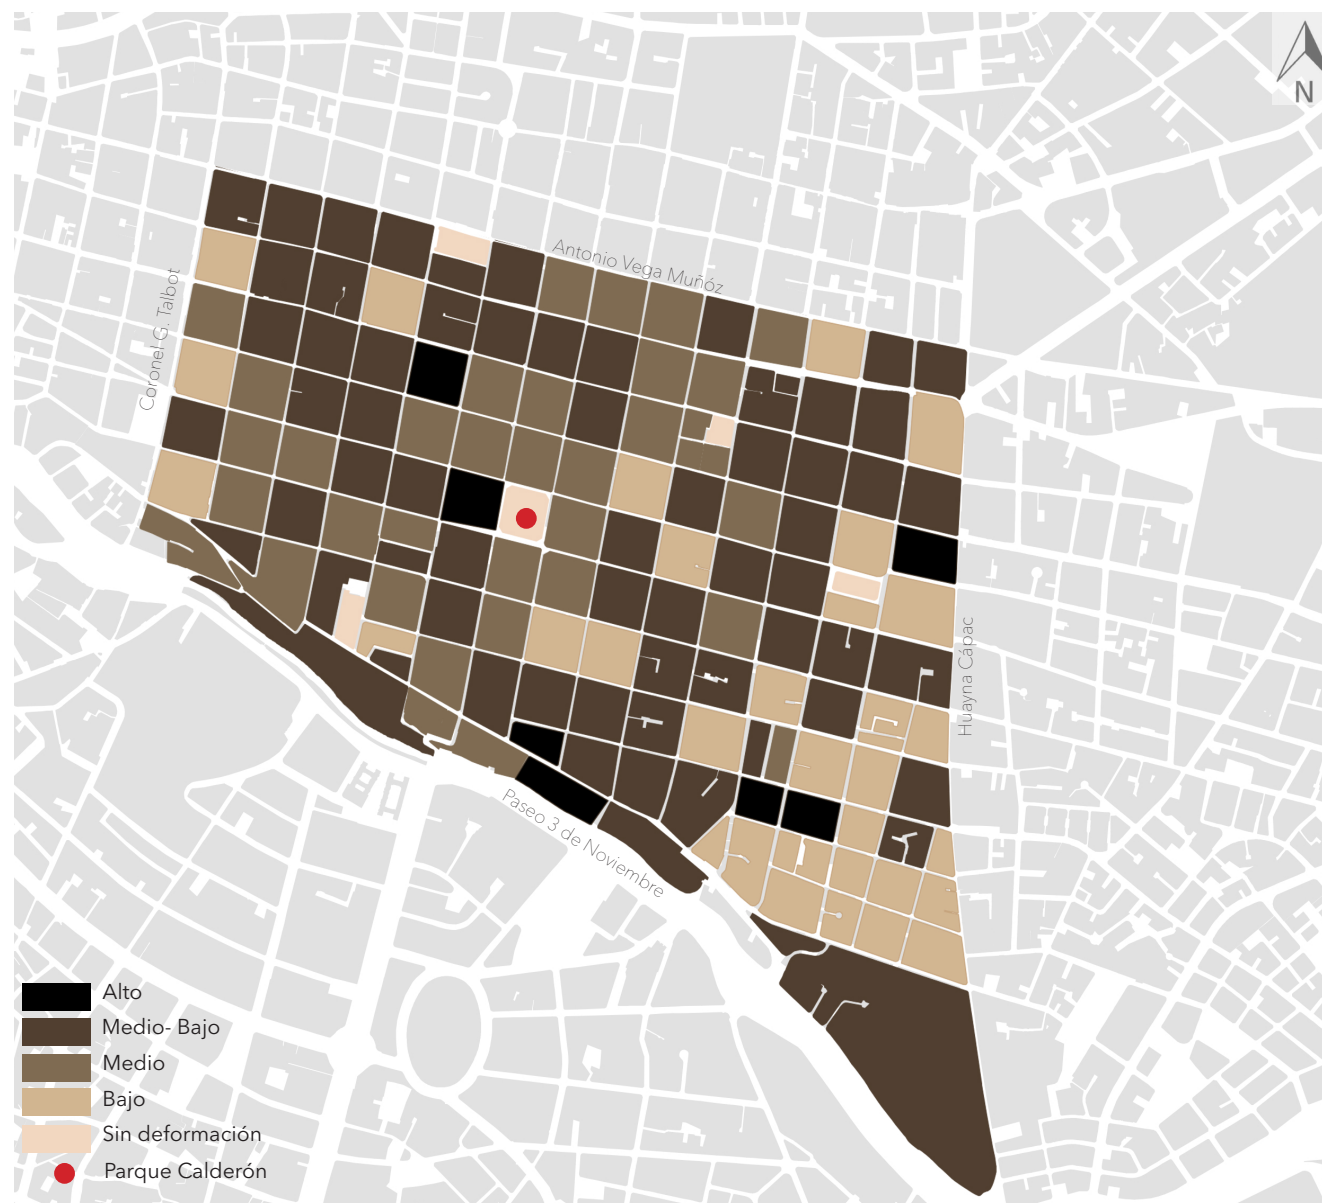 N
Antonio Vega Muñóz
Coronel G. Talbot
Huayna Cápac
Paseo 3 de Noviembre
Alto
Medio- Bajo
Medio
Bajo
Sin deformación
Parque Calderón